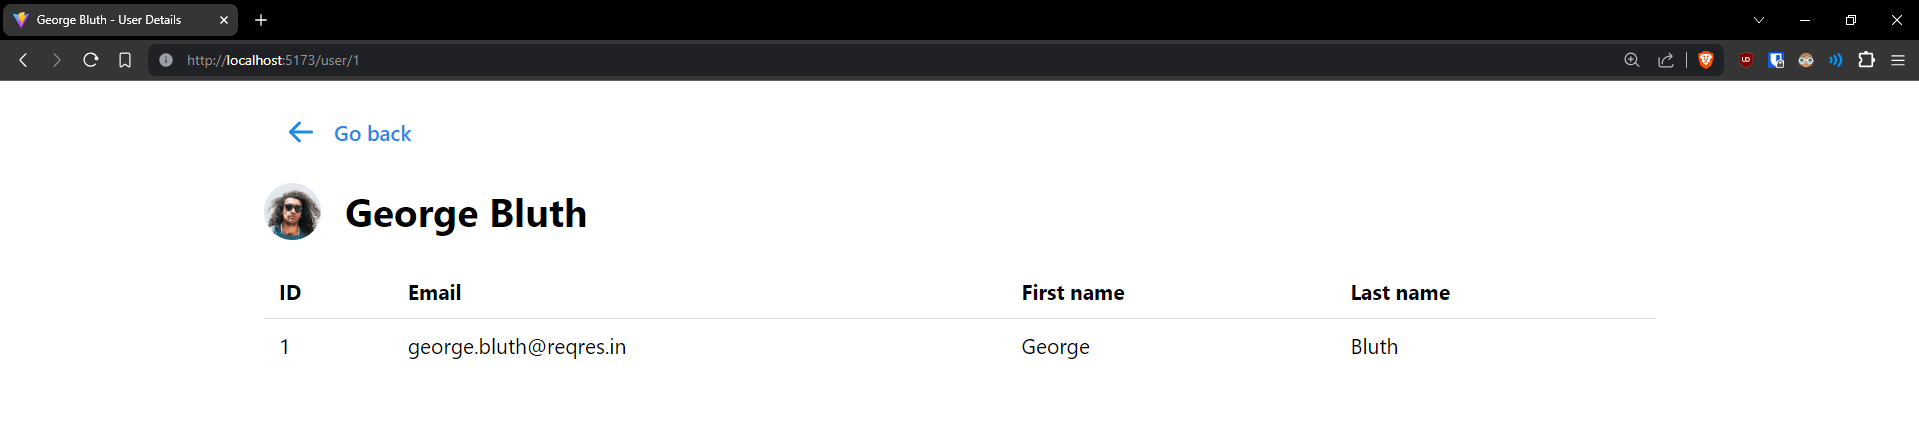 George Bluth - User Details
http://localhost:5173/user/1
Go back
George Bluth
ID Email First name Last name
1 george.bluth@reqres.in George Bluth